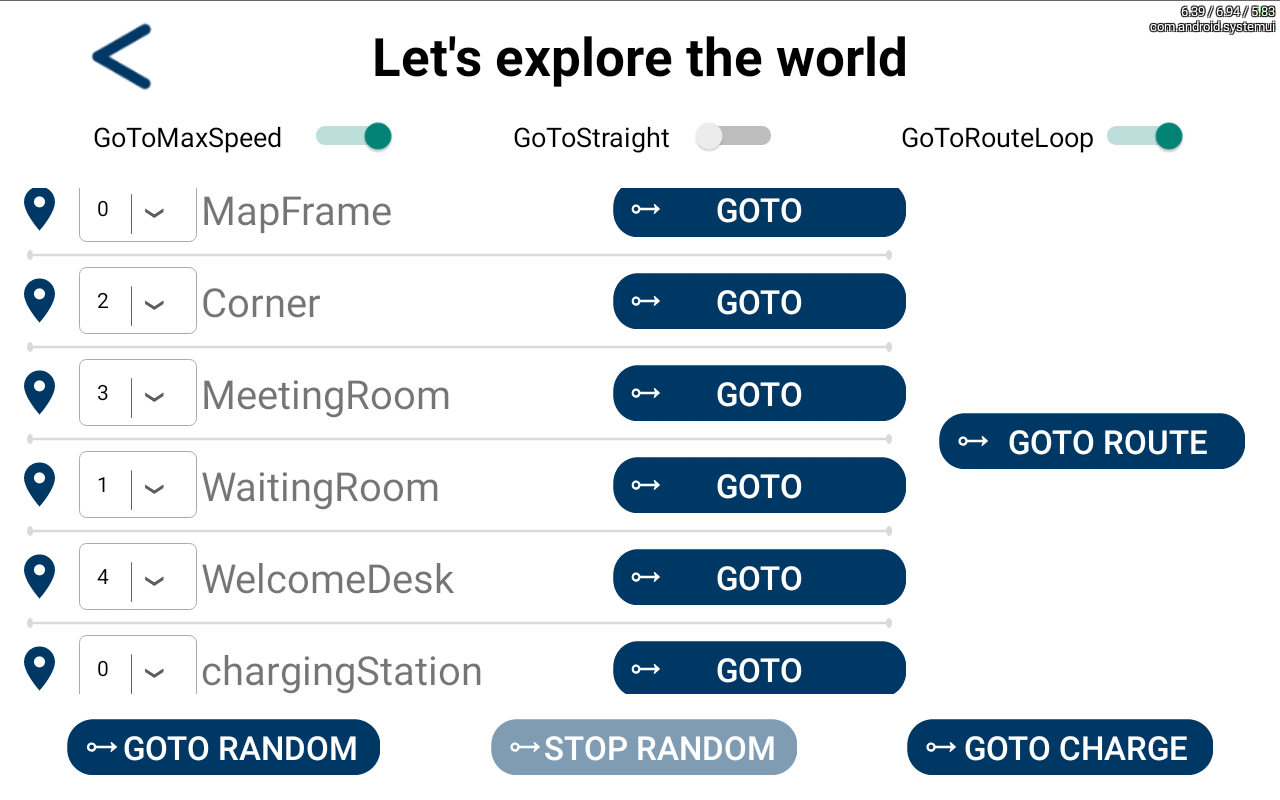 6.39 / 6.94 / 5.83
com.android.systemui
Let's explore the world
GoToMaxSpeed GoToStraight GoToRouteLoop
0 MapFrame GOTO
2 Corner GOTO
3 MeetingRoom GOTO
GOTO ROUTE
1 WaitingRoom GOTO
4 WelcomeDesk GOTO
0 chargingStation GOTO
GOTO RANDOM STOP RANDOM GOTO CHARGE